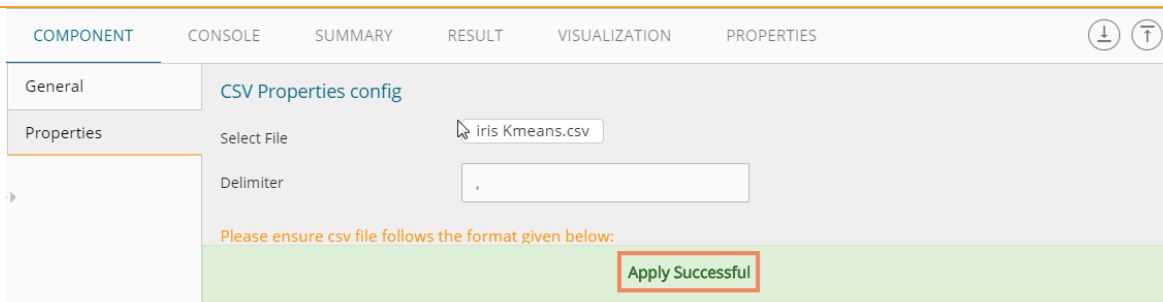 COMPONENT CONSOLE SUMMARY RESULT VISUALIZATION PROPERTIES
General
Properties
CSV Properties config
Select File iris Kmeans.csv
Delimiter ,
Please ensure csv file follows the format given below:
Apply Successful